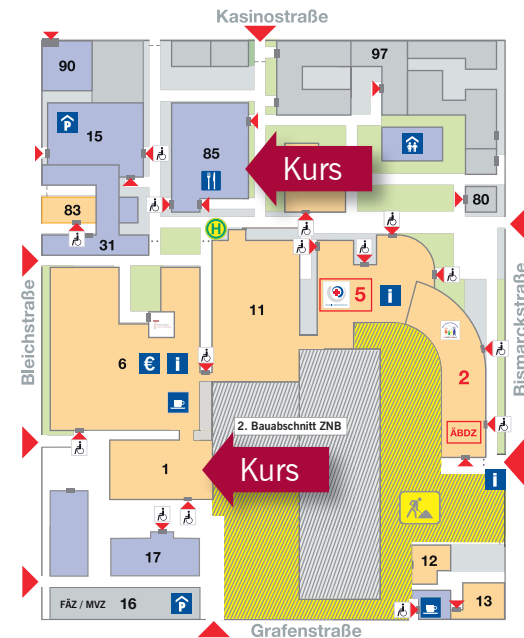 Kasinostraße
90
97
P
15
85
Kurs
83
80
31
H
Bleichstraße
Bismarckstraße
11
5
i
6
€
i
2
2. Bauabschnitt ZNB
ÄBDZ
1
Kurs
i
17
12
FÄZ / MVZ
16
P
13
Grafenstraße